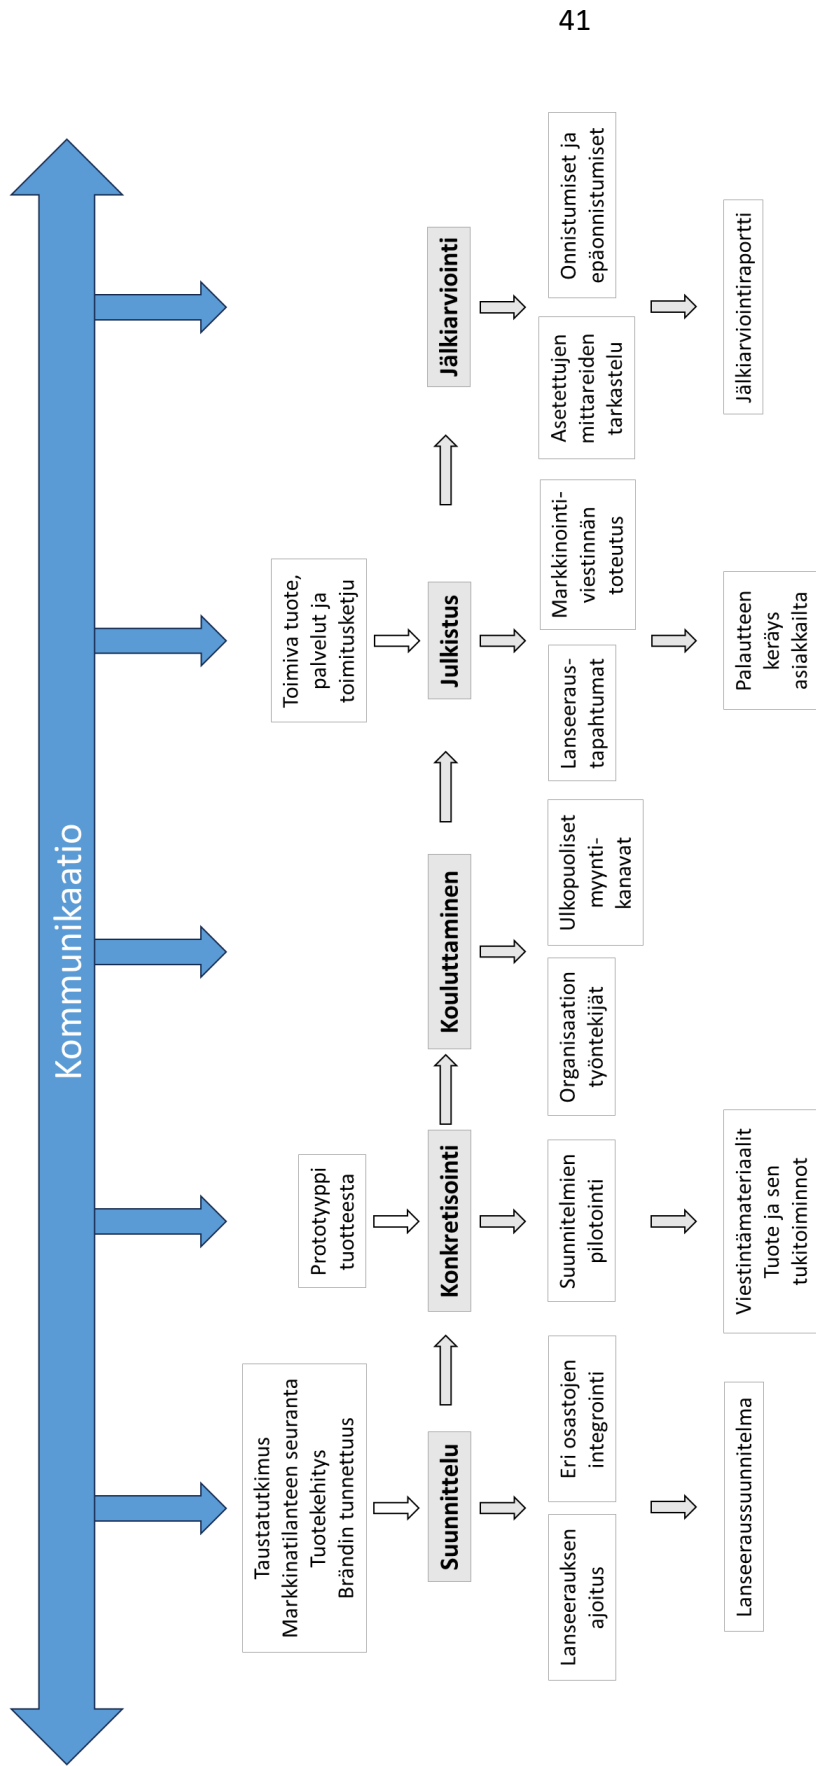 41
Kommunikaatio
Taustatutkimus
Markkinatilanteen seuranta
Tuotekehitys
Brändin tunnettuus
Prototyyppi
tuotteesta
Toimiva tuote,
palvelut ja
toimitusketju
Suunnittelu
Konkretisointi
Kouluttaminen
Julkistus
Jälkiarviointi
Lanseerauksen
ajoitus
Eri osastojen
integrointi
Suunnitelmien
pilotointi
Organisaation
työntekijät
Ulkopuoliset
myynti-
kanavat
Lanseeraus-
tapahtumat
Markkinointi-
viestinnän
toteutus
Asetettujen
mittareiden
tarkastelu
Onnistumiset ja
epäonnistumiset
Lanseeraussuunnitelma
Viestintämateriaalit
Tuote ja sen
tukitoiminnot
Palautteen
keräys
asiakkailta
Jälkiarviointiraportti